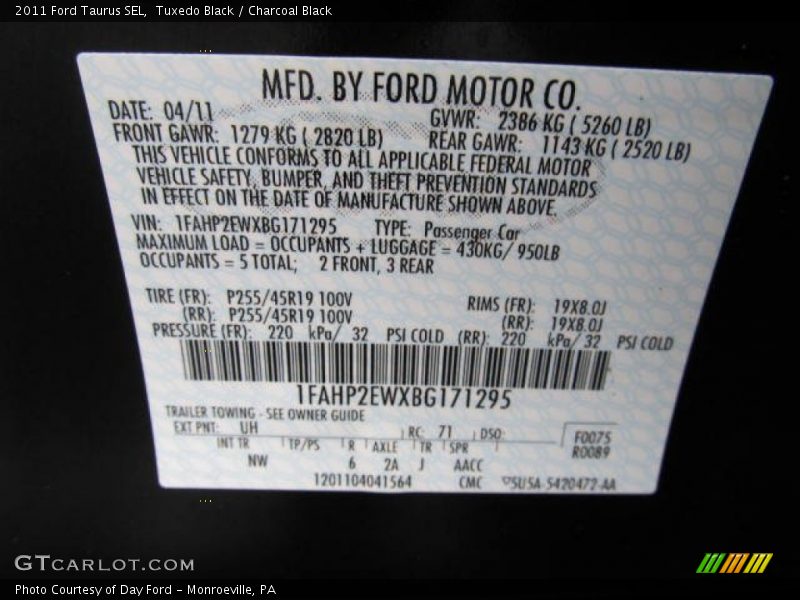 2011 Ford Taurus SEL, Tuxedo Black / Charcoal Black
MFD. BY FORD MOTOR CO.
DATE: 04/11 GVWR: 2386 KG ( 5260 LB)
FRONT GAWR: 1279 KG ( 2820 LB) REAR GAWR: 1143 KG ( 2520 LB)
THIS VEHICLE CONFORMS TO ALL APPLICABLE FEDERAL MOTOR
VEHICLE SAFETY, BUMPER, AND THEFT PREVENTION STANDARDS
IN EFFECT ON THE DATE OF MANUFACTURE SHOWN ABOVE.
VIN: 1FAHP2EWXBG171295 TYPE: Passenger Car
MAXIMUM LOAD = OCCUPANTS + LUGGAGE = 430KG/ 950LB
OCCUPANTS = 5 TOTAL; 2 FRONT, 3 REAR
TIRE (FR): P255/45R19 100V RIMS (FR): 19X8.0J
(RR): P255/45R19 100V (RR): 19X8.0J
PRESSURE (FR): 220 kPa/ 32 PSI COLD (RR): 220 kPa/ 32 PSI COLD
1FAHP2EWXBG171295
TRAILER TOWING - SEE OWNER GUIDE
EXT PNT: UH RC: 71 DSO: F0075
INT TR TP/PS R AXLE TR SPR R0089
NW 6 2A J AACC
1201104041564 CMC 5U5A-5420472-AA
GTCARLOT.COM
Photo Courtesy of Day Ford - Monroeville, PA